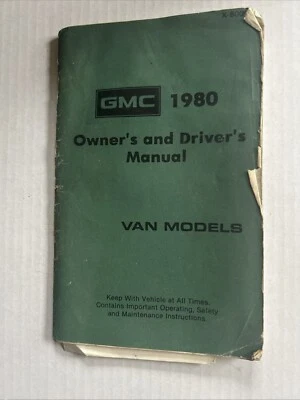 GMC 1980
Owner's and Driver's
Manual
VAN MODELS
Keep With Vehicle at All Times.
Contains Important Operating, Safety
and Maintenance Instructions.